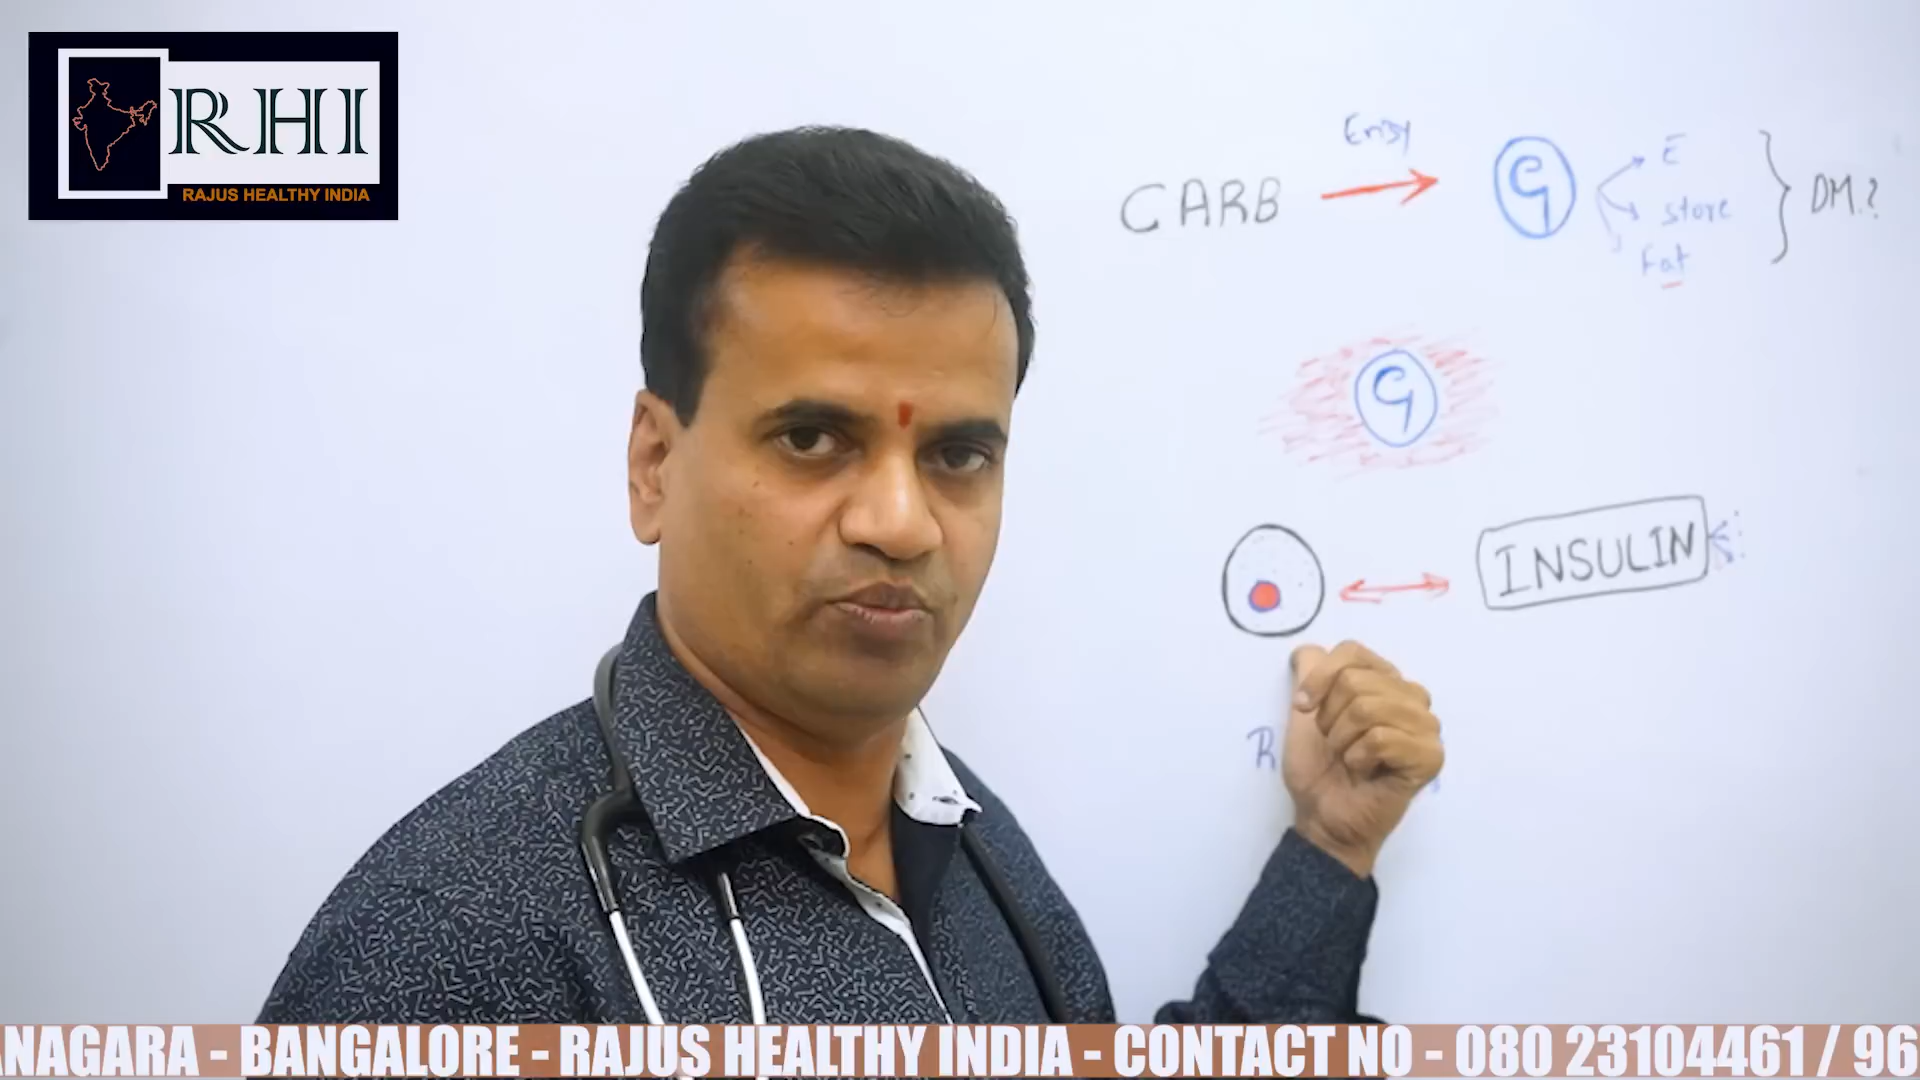 RHI
RAJUS HEALTHY INDIA
CARB
Enzy
G
E
store
Fat
DM.?
G
INSULIN
R
ANAGARA - BANGALORE - RAJUS HEALTHY INDIA - CONTACT NO - 080 23104461 / 96